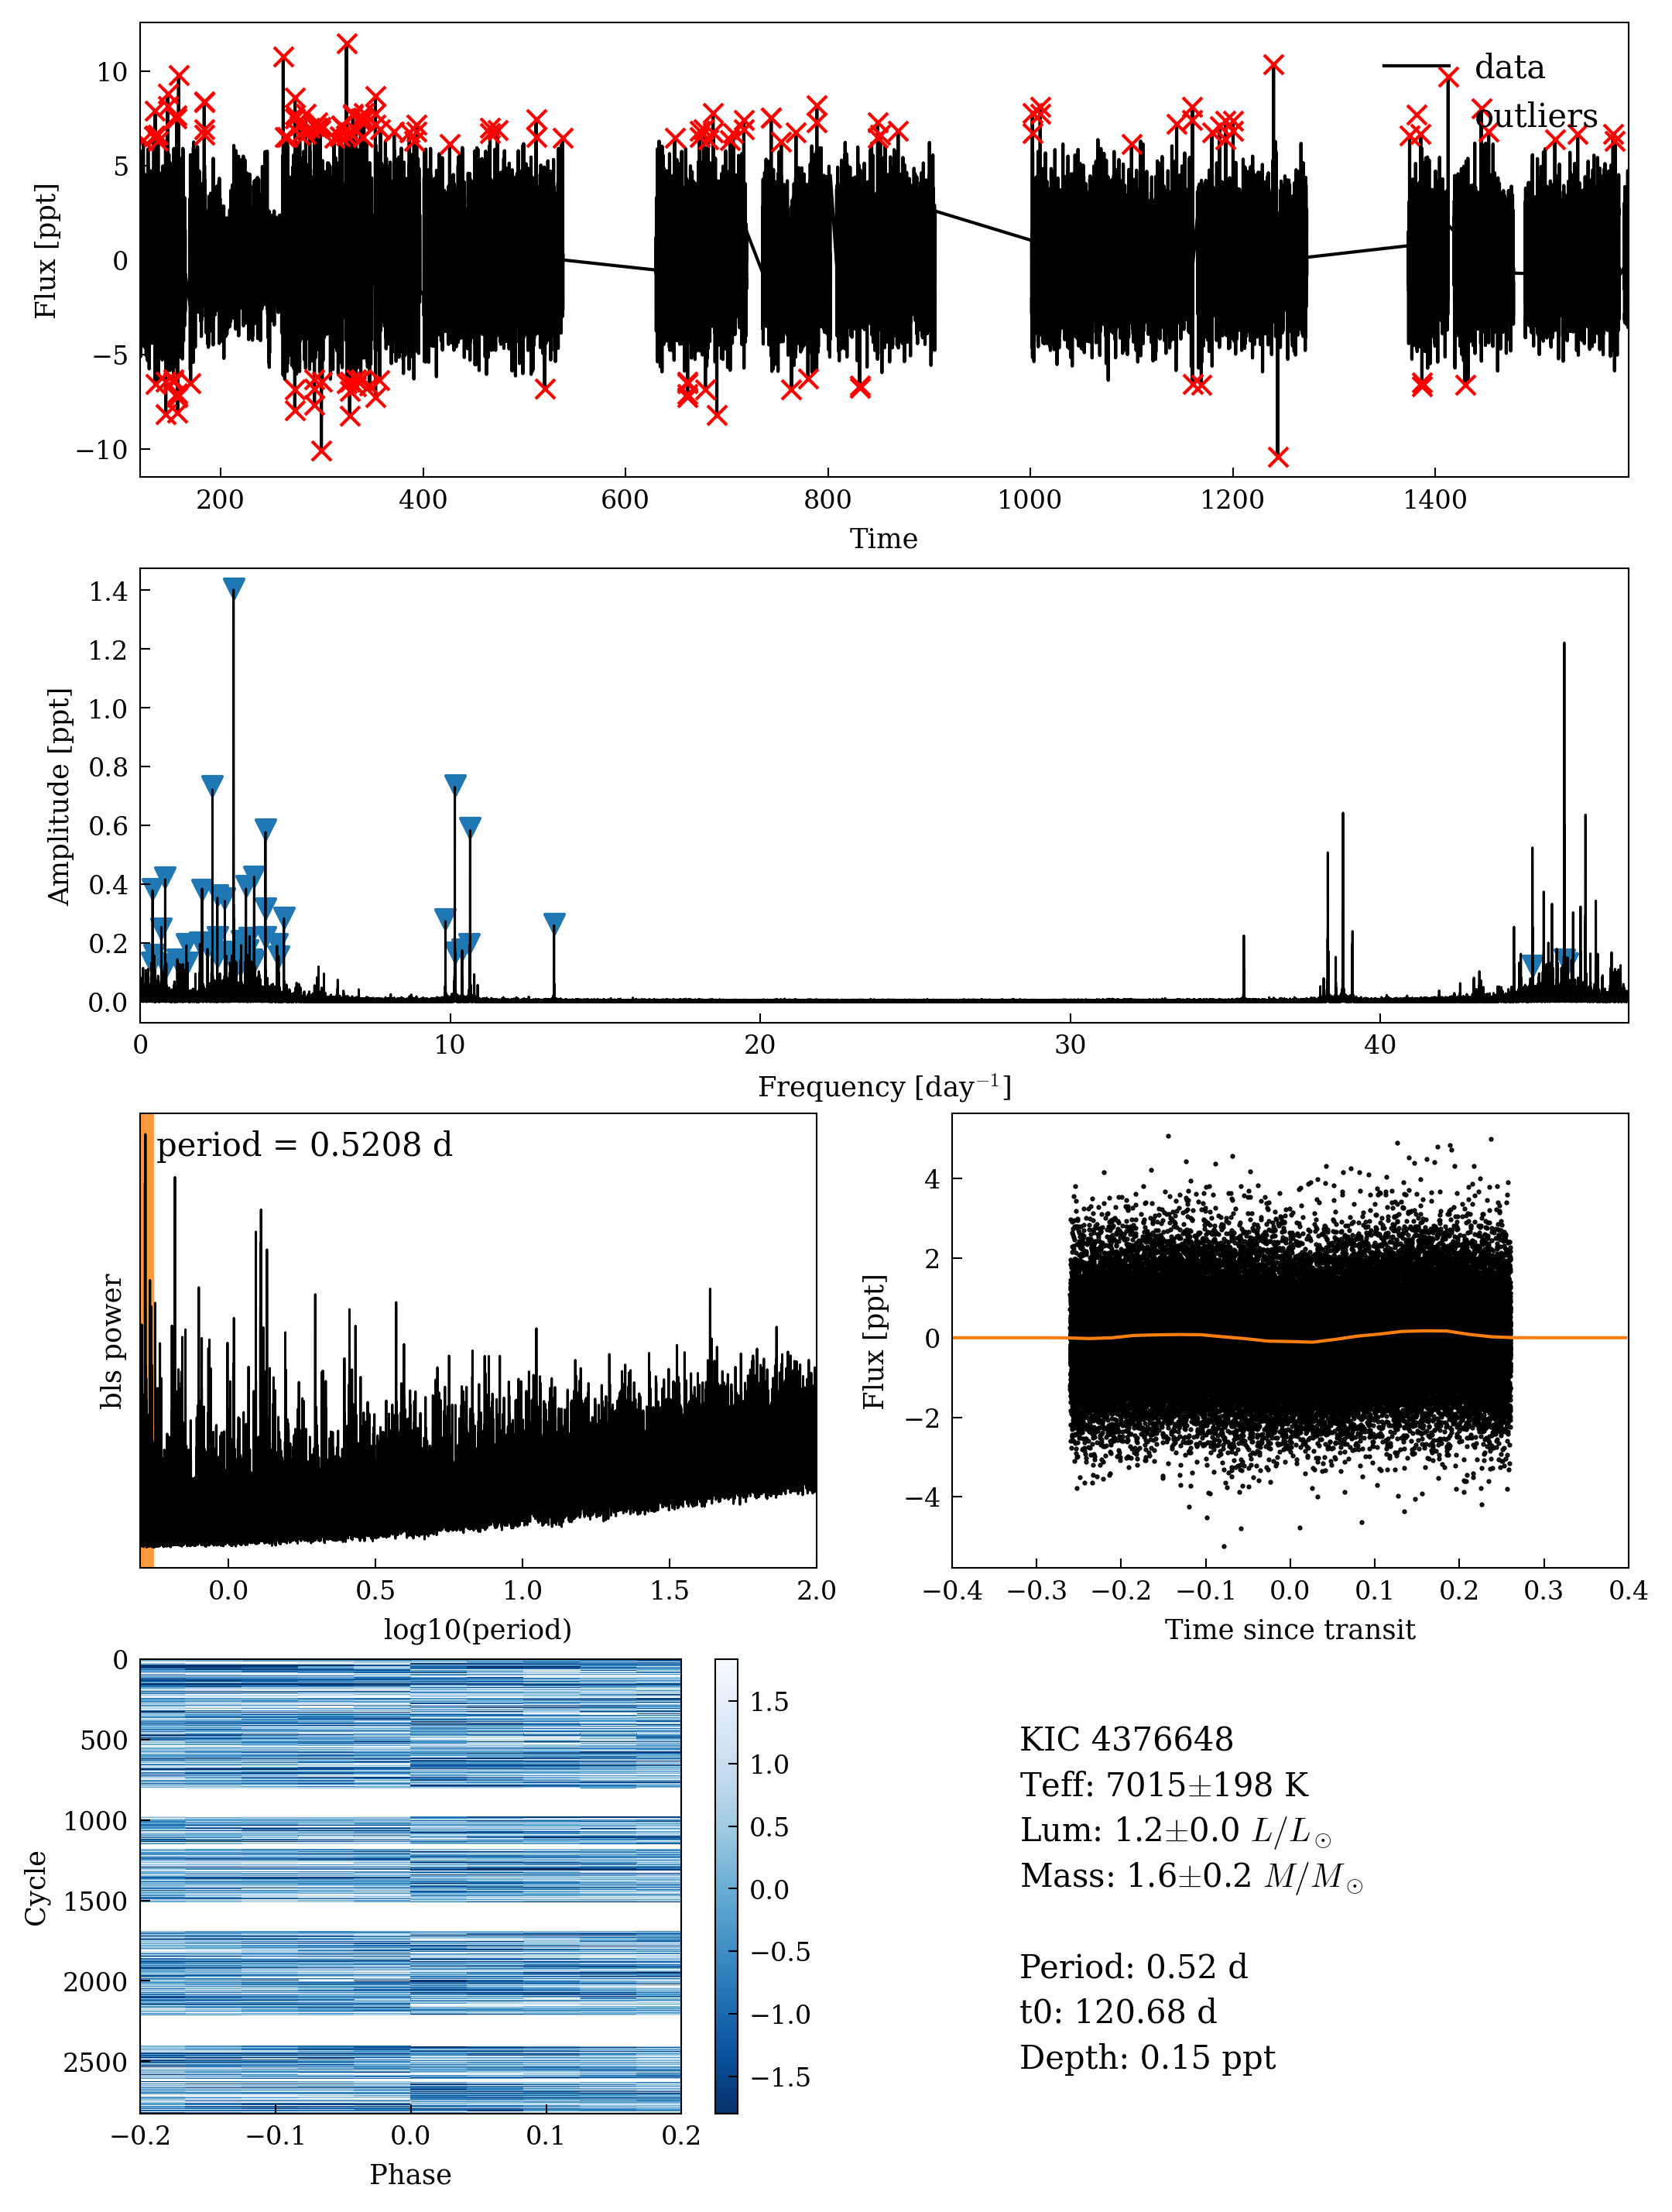 data
outliers
10
5
0
−5
−10
Flux [ppt]
200 400 600 800 1000 1200 1400
Time
1.4
1.2
1.0
0.8
0.6
0.4
0.2
0.0
Amplitude [ppt]
0 10 20 30 40
Frequency [day⁻¹]
period = 0.5208 d
bls power
0.0 0.5 1.0 1.5 2.0
log10(period)
4
2
0
−2
−4
Flux [ppt]
−0.4 −0.3 −0.2 −0.1 0.0 0.1 0.2 0.3 0.4
Time since transit
0
500
1000
1500
2000
2500
Cycle
−0.2 −0.1 0.0 0.1 0.2
Phase
1.5
1.0
0.5
0.0
−0.5
−1.0
−1.5
KIC 4376648
Teff: 7015±198 K
Lum: 1.2±0.0 L/L☉
Mass: 1.6±0.2 M/M☉
Period: 0.52 d
t0: 120.68 d
Depth: 0.15 ppt